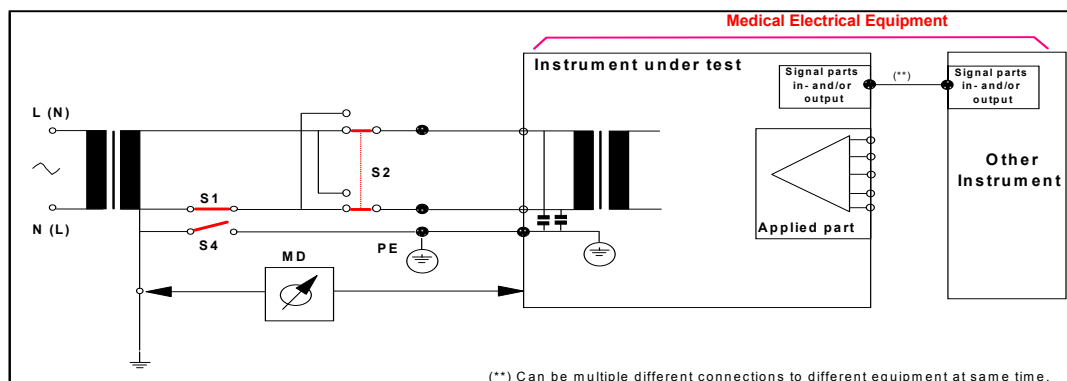 Medical Electrical Equipment
Instrument under test
Signal parts
in- and/or
output
(**)
Signal parts
in- and/or
output
L (N)
S2
Other
Instrument
S1
N (L)
S4
PE
Applied part
MD
(**) Can be multiple different connections to different equipment at same time.